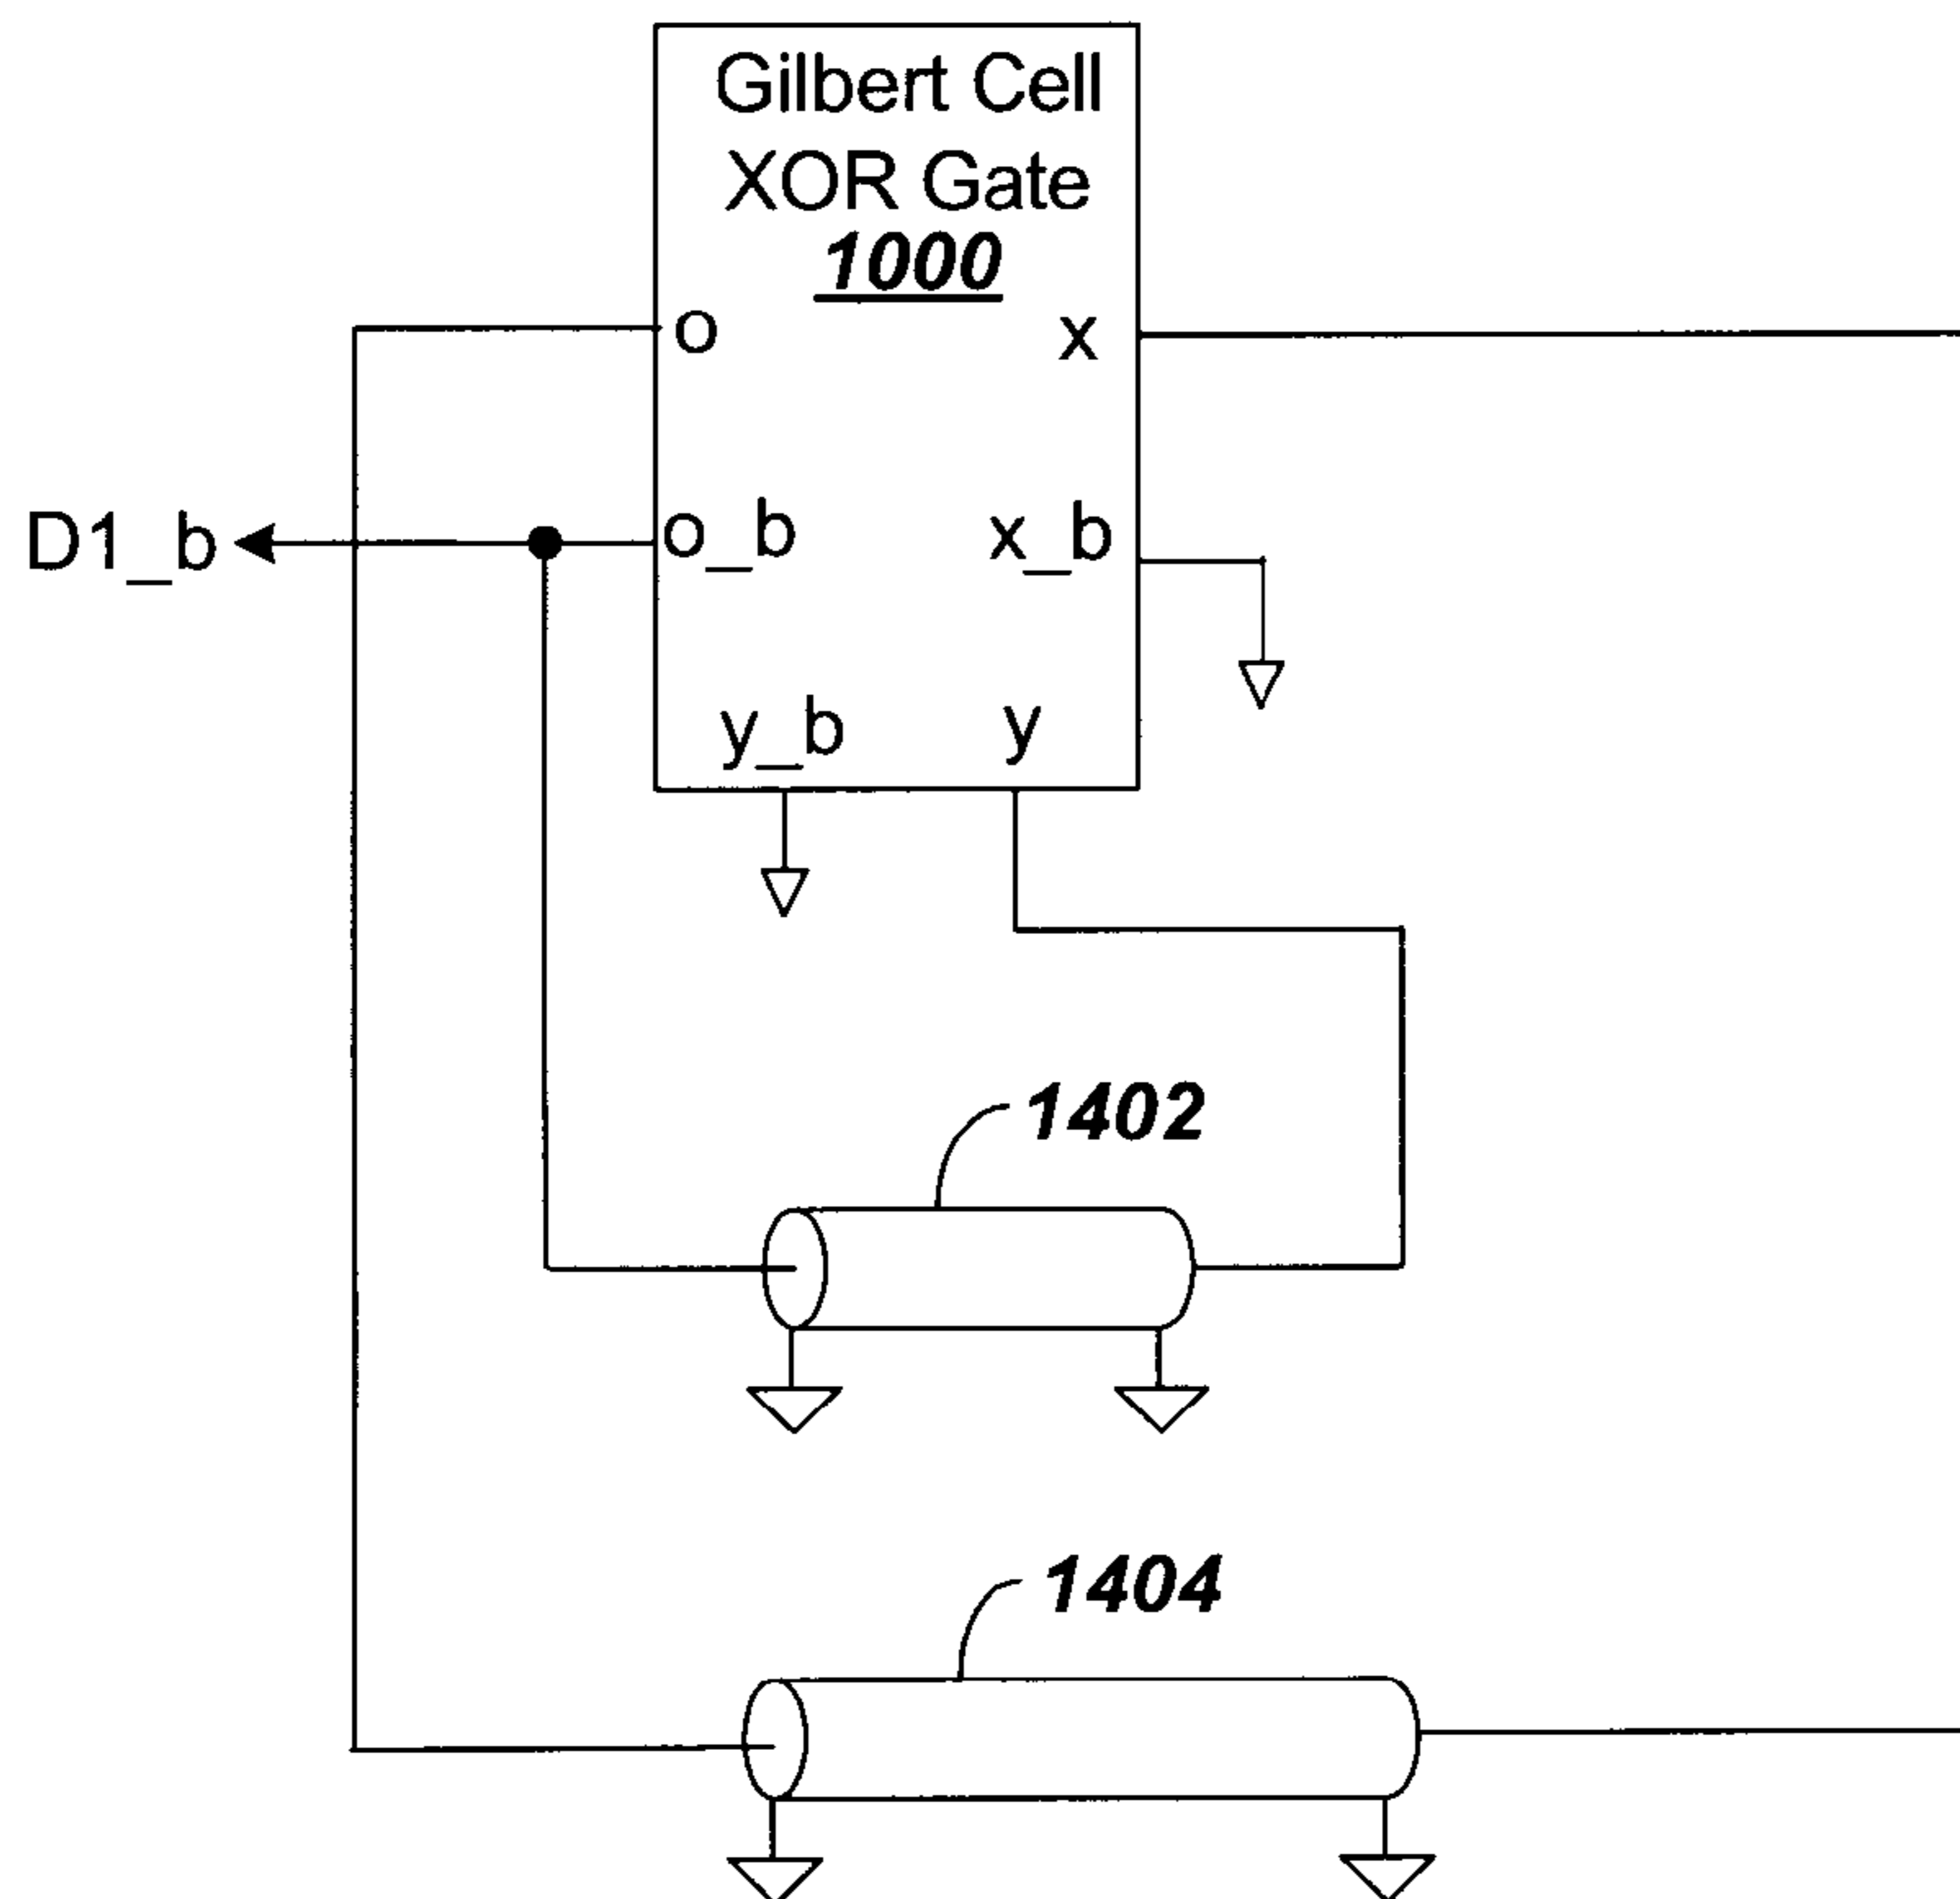 Gilbert Cell
XOR Gate
1000
o
x
D1_b
o_b
x_b
y_b
y
1402
1404